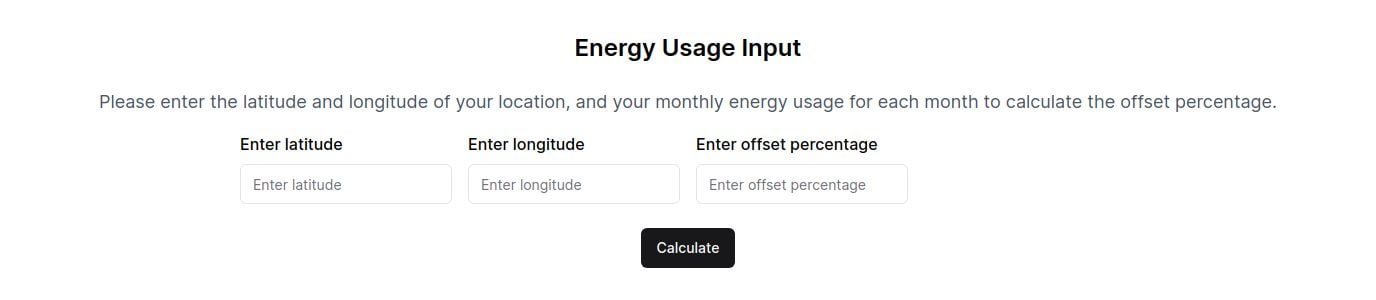 Energy Usage Input
Please enter the latitude and longitude of your location, and your monthly energy usage for each month to calculate the offset percentage.
Enter latitude Enter longitude Enter offset percentage
Enter latitude Enter longitude Enter offset percentage
Calculate